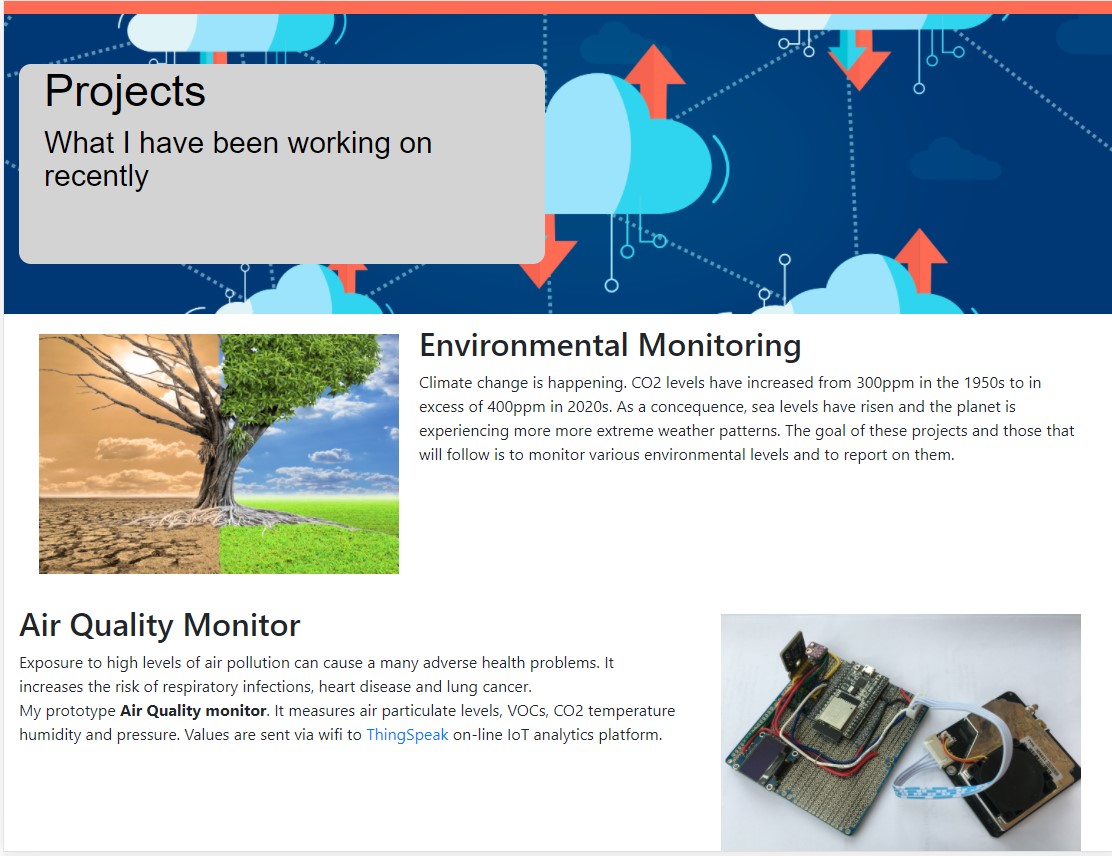 Projects
What I have been working on
recently
Environmental Monitoring
Climate change is happening. CO2 levels have increased from 300ppm in the 1950s to in
excess of 400ppm in 2020s. As a concequence, sea levels have risen and the planet is
experiencing more more extreme weather patterns. The goal of these projects and those that
will follow is to monitor various environmental levels and to report on them.
Air Quality Monitor
Exposure to high levels of air pollution can cause a many adverse health problems. It
increases the risk of respiratory infections, heart disease and lung cancer.
My prototype Air Quality monitor. It measures air particulate levels, VOCs, CO2 temperature
humidity and pressure. Values are sent via wifi to ThingSpeak on-line IoT analytics platform.